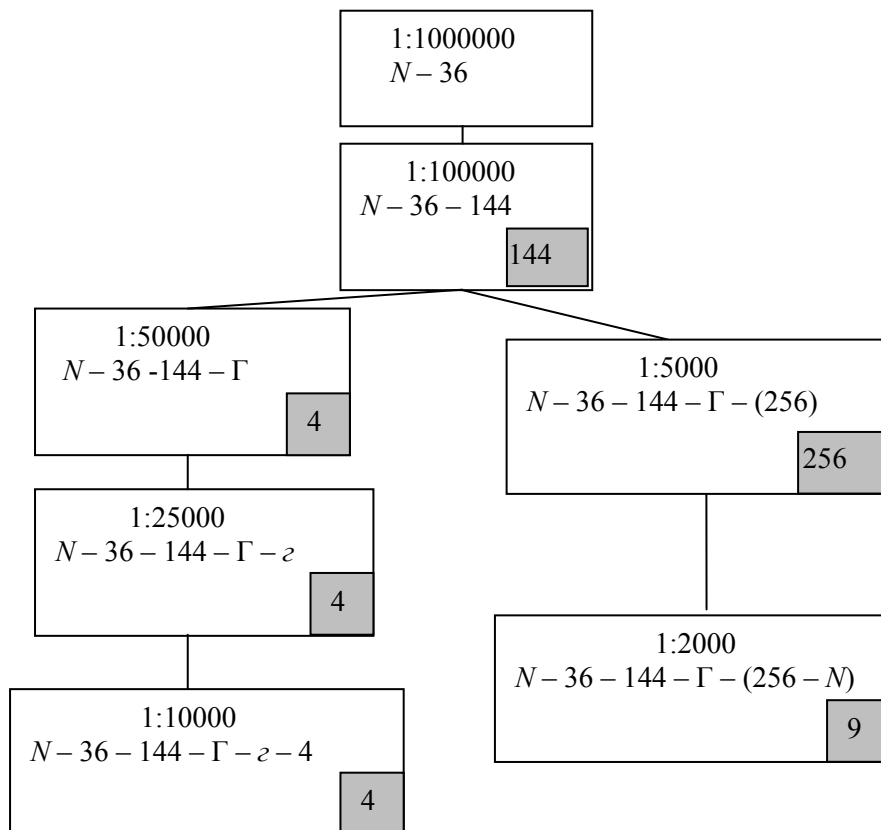 1:1000000
N – 36
1:100000
N – 36 – 144
144
1:50000
N – 36 -144 – Г
4
1:5000
N – 36 – 144 – Г – (256)
256
1:25000
N – 36 – 144 – Г – г
4
1:2000
N – 36 – 144 – Г – (256 – N)
9
1:10000
N – 36 – 144 – Г – г – 4
4